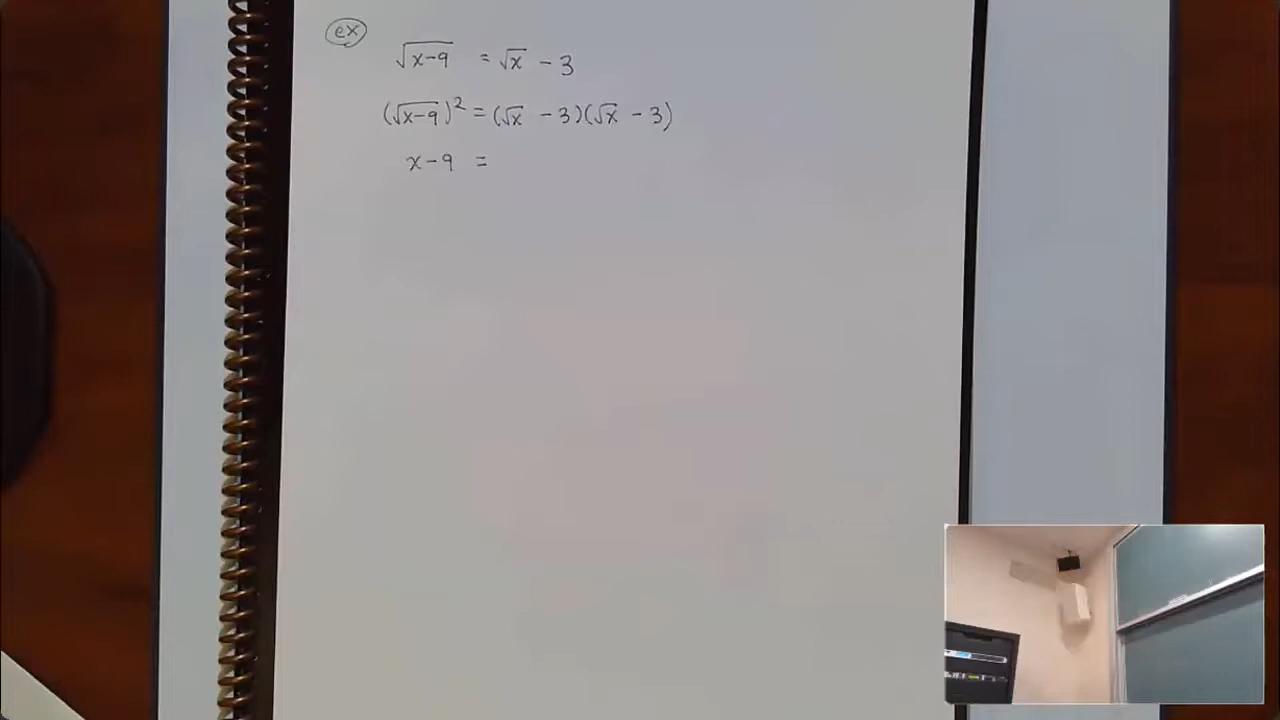 ex
√(x-9) = √x - 3
(√(x-9))² = (√x - 3)(√x - 3)
x-9 =